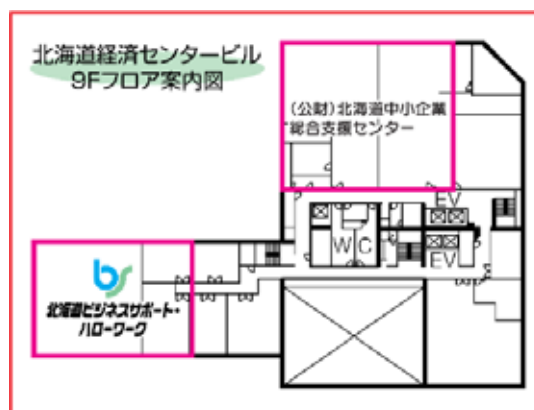 北海道経済センタービル
9Fフロア案内図
(公財)北海道中小企業
総合支援センター
EV
WC
EV
bs
北海道ビジネスサポート・
ハローワーク